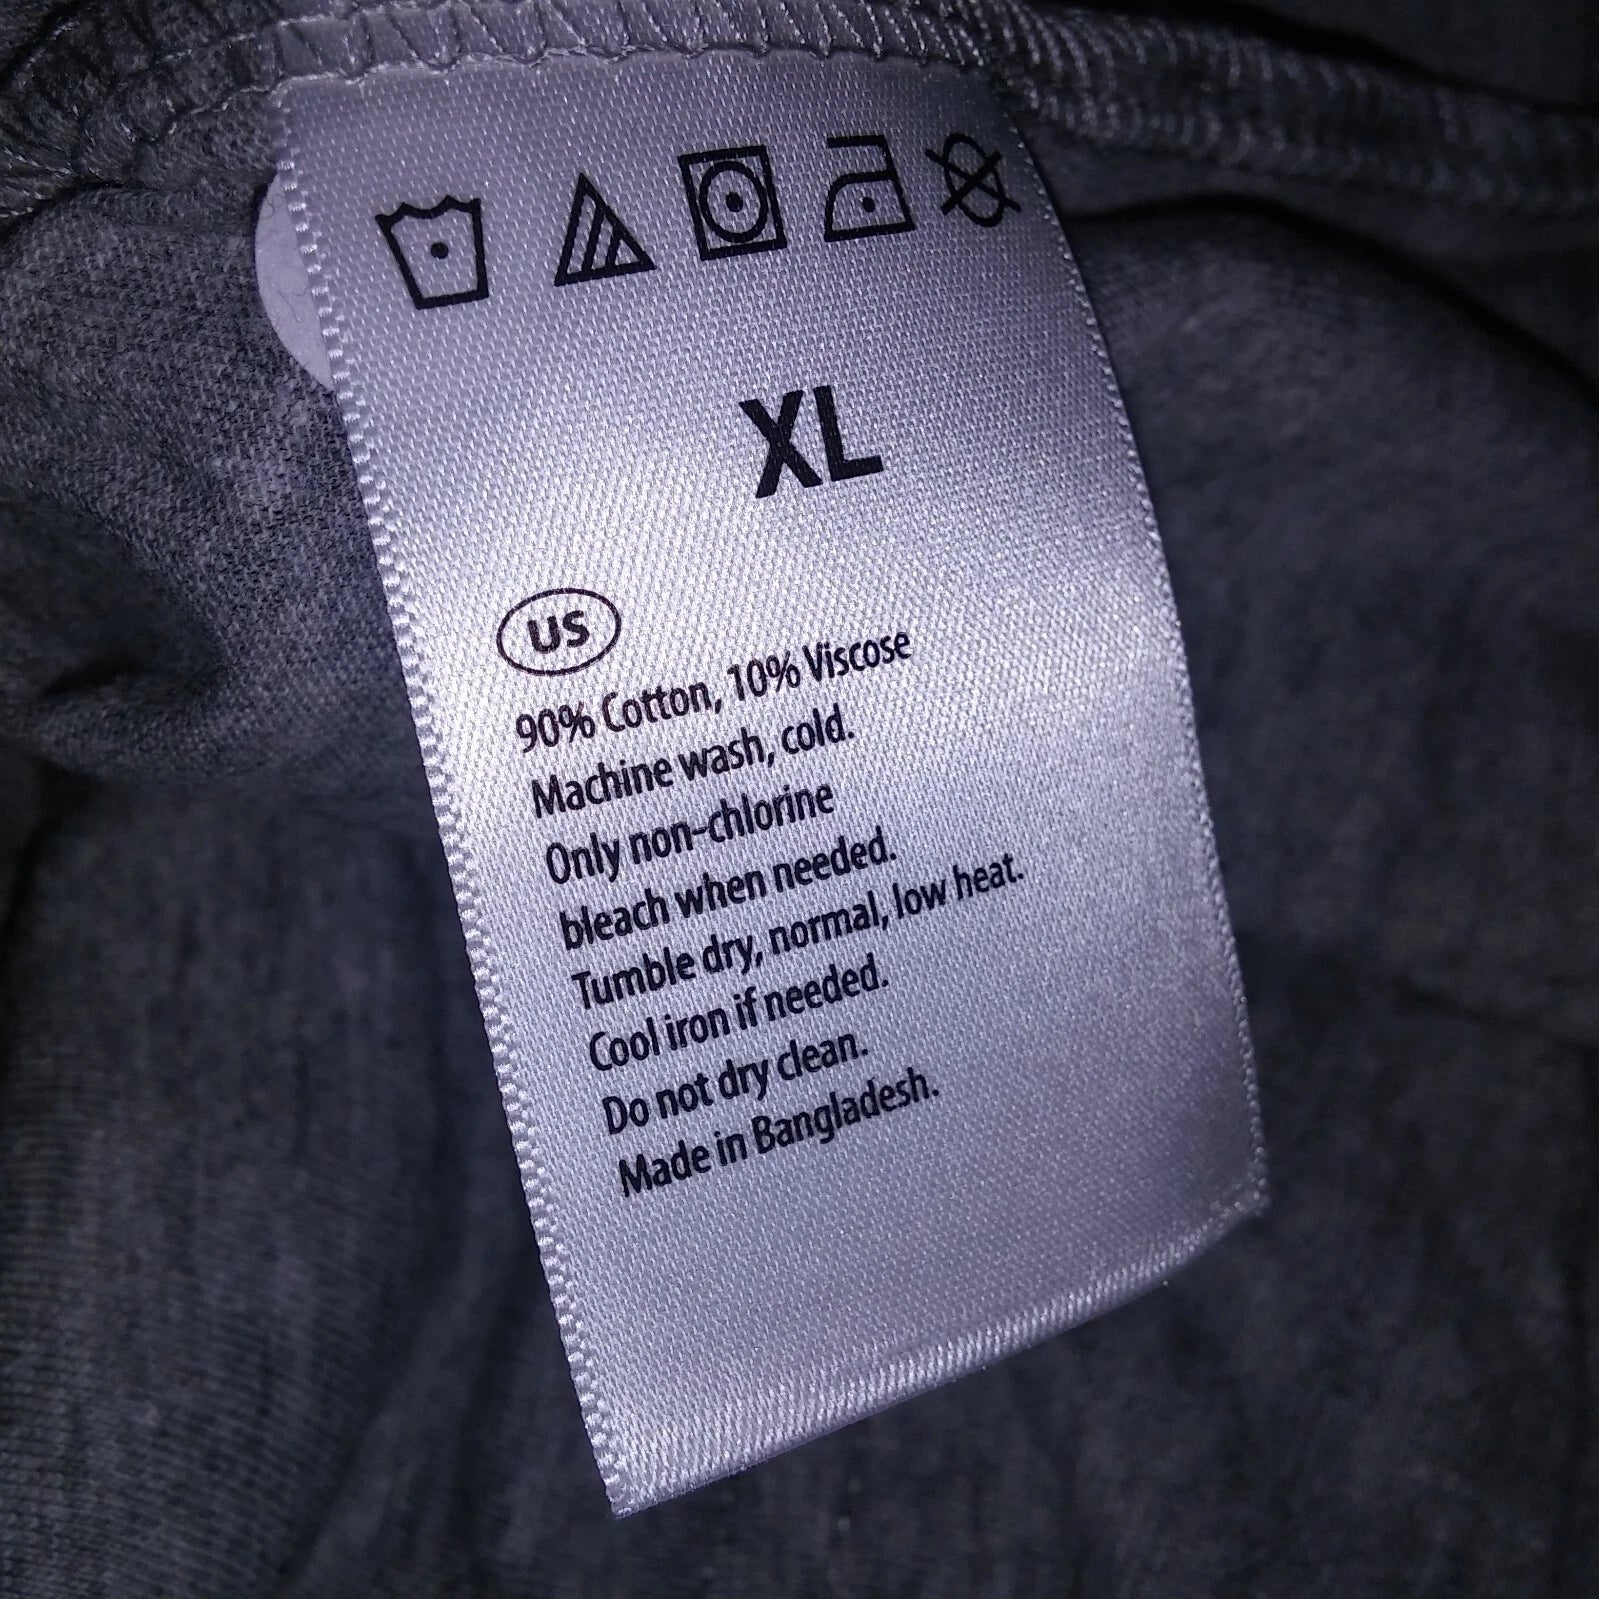 XL
US
90% Cotton, 10% Viscose
Machine wash, cold.
Only non-chlorine
bleach when needed.
Tumble dry, normal, low heat.
Cool iron if needed.
Do not dry clean.
Made in Bangladesh.